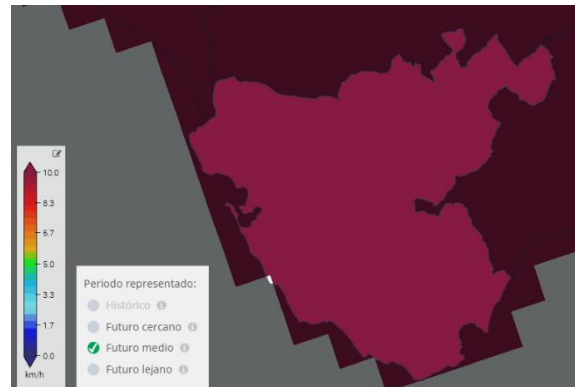 10.0
8.3
6.7
5.0
3.3
1.7
0.0
km/h
Periodo representado:
Histórico
Futuro cercano
Futuro medio
Futuro lejano